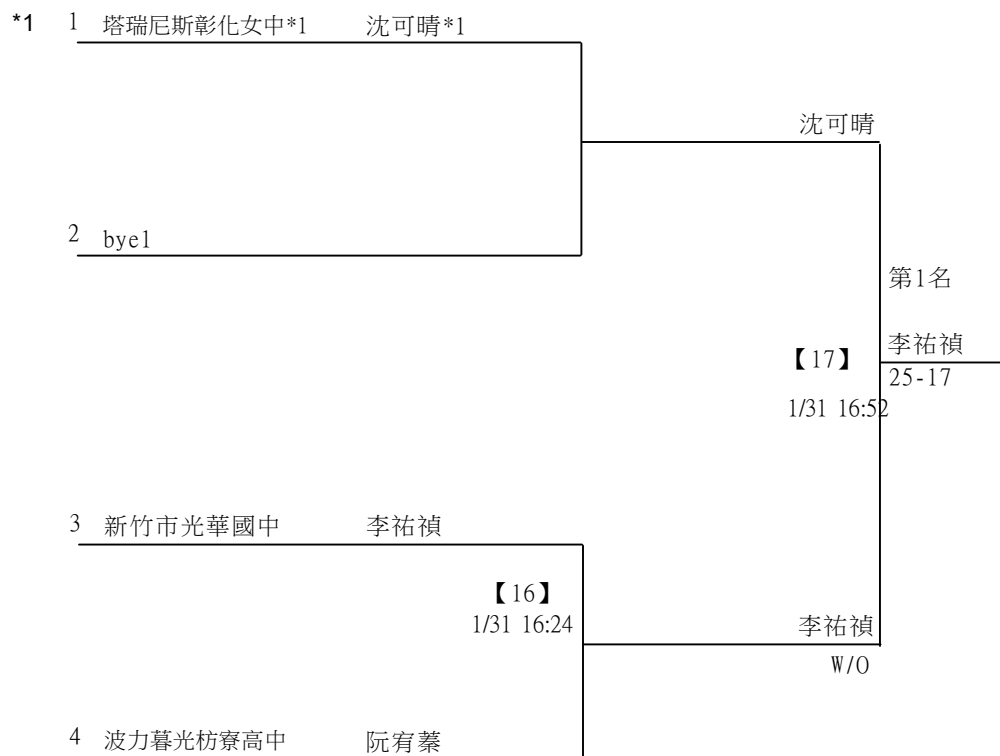 *1 1 塔瑞尼斯彰化女中*1 沈可晴*1
沈可晴
2 bye1
第1名
【17】 李祐禎
25-17
1/31 16:52
3 新竹市光華國中 李祐禎
【16】
1/31 16:24 李祐禎
W/O
4 波力暮光枋寮高中 阮宥蓁